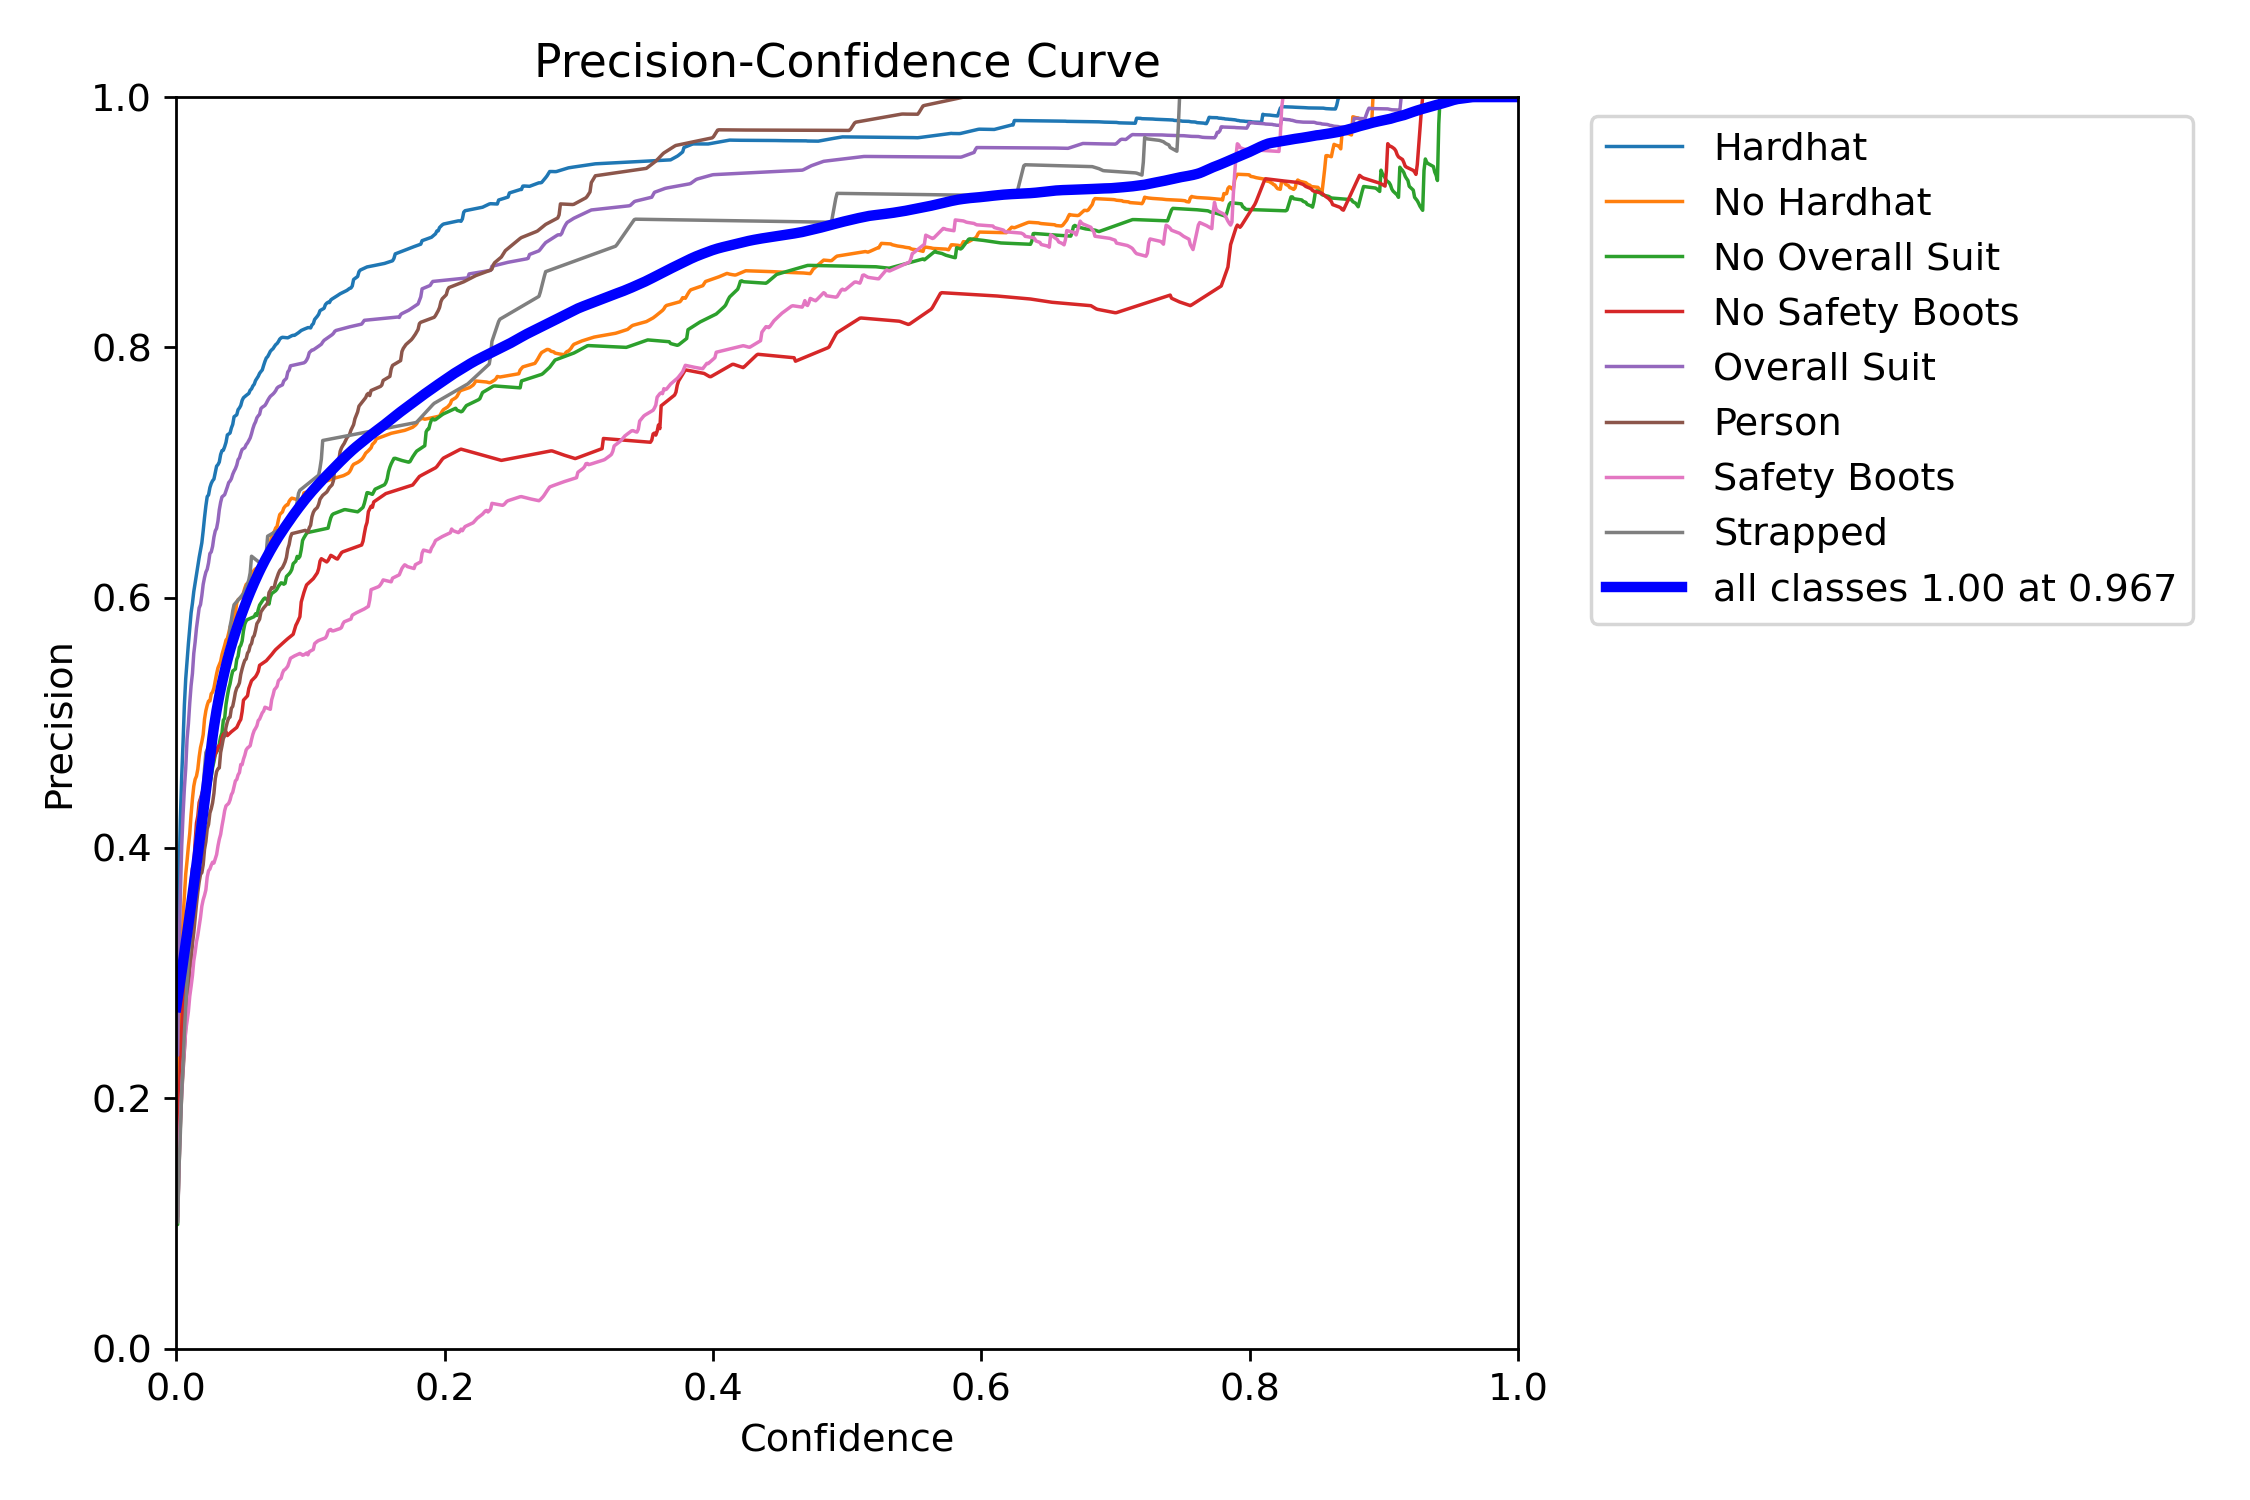 Precision-Confidence Curve
1.0
0.8
0.6
0.4
0.2
0.0
Precision
0.0 0.2 0.4 0.6 0.8 1.0
Confidence
Hardhat
No Hardhat
No Overall Suit
No Safety Boots
Overall Suit
Person
Safety Boots
Strapped
all classes 1.00 at 0.967